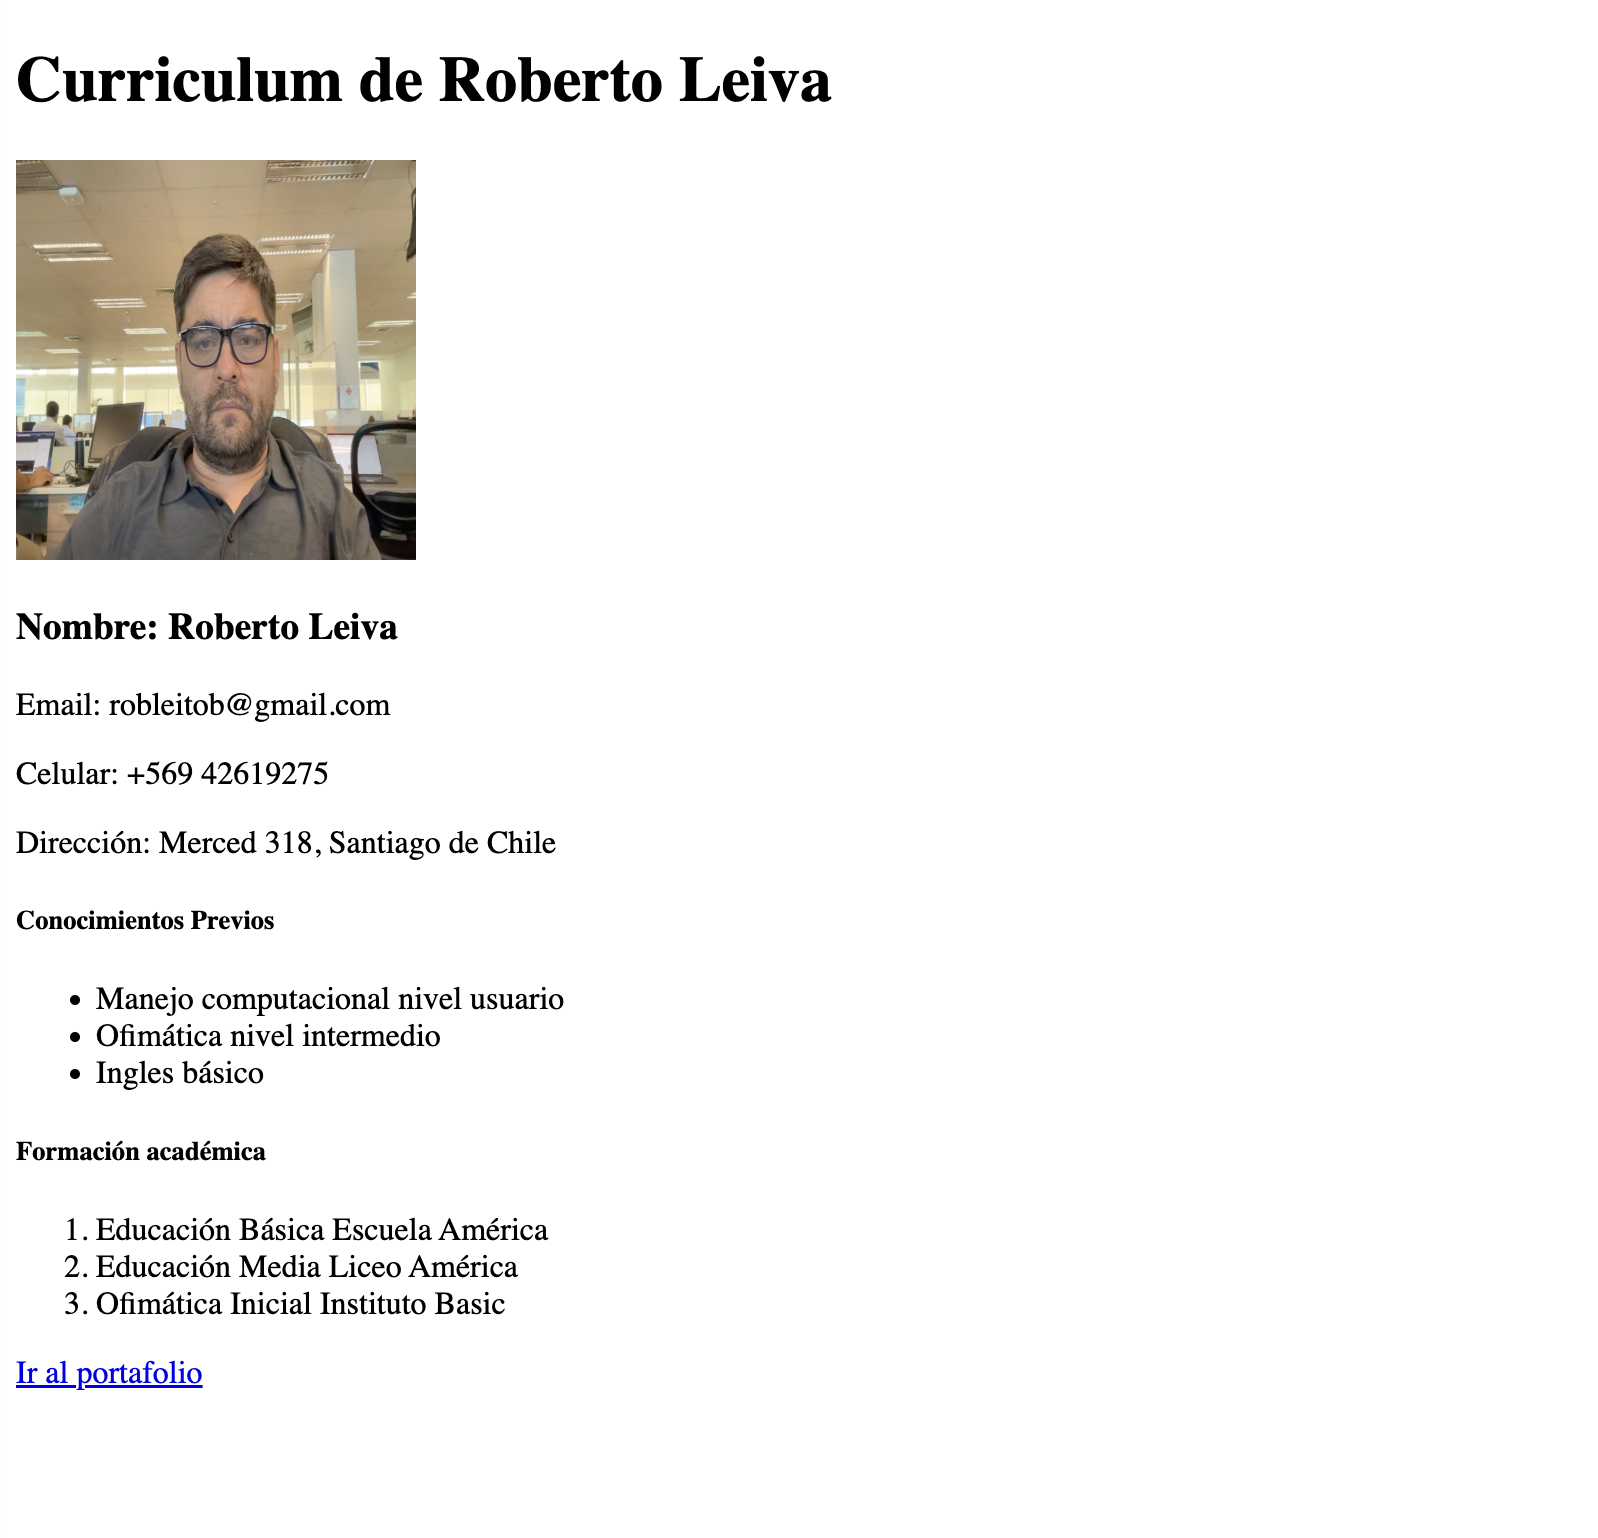 Curriculum de Roberto Leiva
Nombre: Roberto Leiva
Email: robleitob@gmail.com
Celular: +569 42619275
Dirección: Merced 318, Santiago de Chile
Conocimientos Previos
• Manejo computacional nivel usuario
• Ofimática nivel intermedio
• Ingles básico
Formación académica
1. Educación Básica Escuela América
2. Educación Media Liceo América
3. Ofimática Inicial Instituto Basic
Ir al portafolio